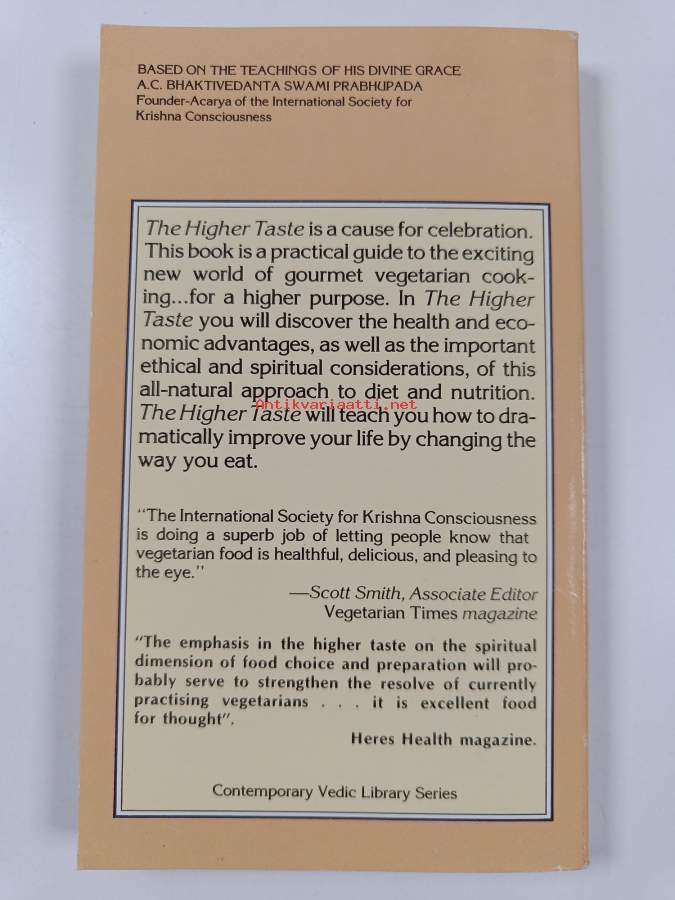 BASED ON THE TEACHINGS OF HIS DIVINE GRACE
A.C. BHAKTIVEDANTA SWAMI PRABHUPADA
Founder-Acarya of the International Society for
Krishna Consciousness
The Higher Taste is a cause for celebration.
This book is a practical guide to the exciting
new world of gourmet vegetarian cook-
ing...for a higher purpose. In The Higher
Taste you will discover the health and eco-
nomic advantages, as well as the important
ethical and spiritual considerations, of this
all-natural approach to diet and nutrition.
Antikvariaatti.net
The Higher Taste will teach you how to dra-
matically improve your life by changing the
way you eat.
"The International Society for Krishna Consciousness
is doing a superb job of letting people know that
vegetarian food is healthful, delicious, and pleasing to
the eye."
—Scott Smith, Associate Editor
Vegetarian Times magazine
"The emphasis in the higher taste on the spiritual
dimension of food choice and preparation will pro-
bably serve to strengthen the resolve of currently
practising vegetarians . . . it is excellent food
for thought".
Heres Health magazine.
Contemporary Vedic Library Series